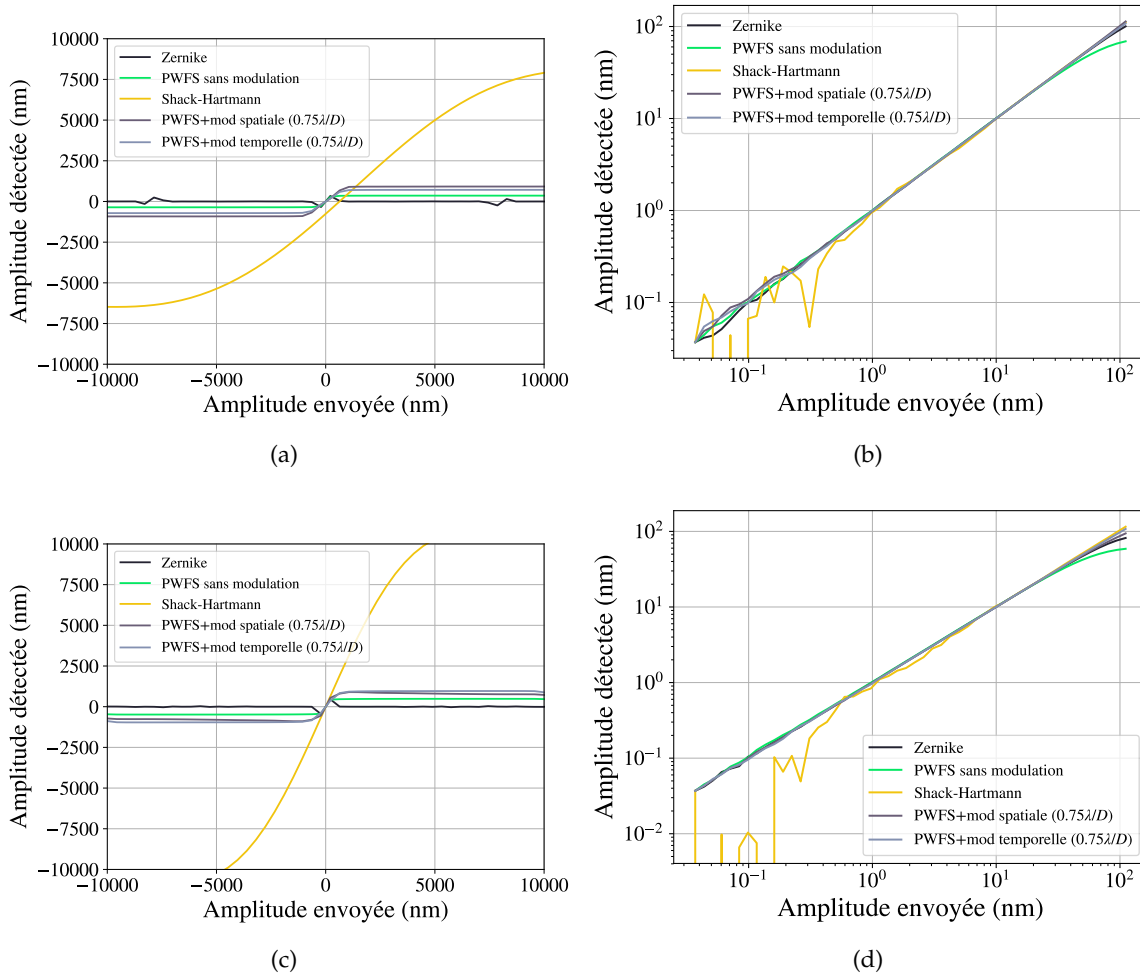 10000
7500
5000
2500
0
−2500
−5000
−7500
−10000
Amplitude détectée (nm)
Zernike
PWFS sans modulation
Shack-Hartmann
PWFS+mod spatiale (0.75λ/D)
PWFS+mod temporelle (0.75λ/D)
−10000 −5000 0 5000 10000
Amplitude envoyée (nm)
(a)
10²
10¹
10⁰
10⁻¹
Amplitude détectée (nm)
Zernike
PWFS sans modulation
Shack-Hartmann
PWFS+mod spatiale (0.75λ/D)
PWFS+mod temporelle (0.75λ/D)
10⁻¹ 10⁰ 10¹ 10²
Amplitude envoyée (nm)
(b)
10000
7500
5000
2500
0
−2500
−5000
−7500
−10000
Amplitude détectée (nm)
Zernike
PWFS sans modulation
Shack-Hartmann
PWFS+mod spatiale (0.75λ/D)
PWFS+mod temporelle (0.75λ/D)
−10000 −5000 0 5000 10000
Amplitude envoyée (nm)
(c)
10²
10¹
10⁰
10⁻¹
10⁻²
Amplitude détectée (nm)
Zernike
PWFS sans modulation
Shack-Hartmann
PWFS+mod spatiale (0.75λ/D)
PWFS+mod temporelle (0.75λ/D)
10⁻¹ 10⁰ 10¹ 10²
Amplitude envoyée (nm)
(d)